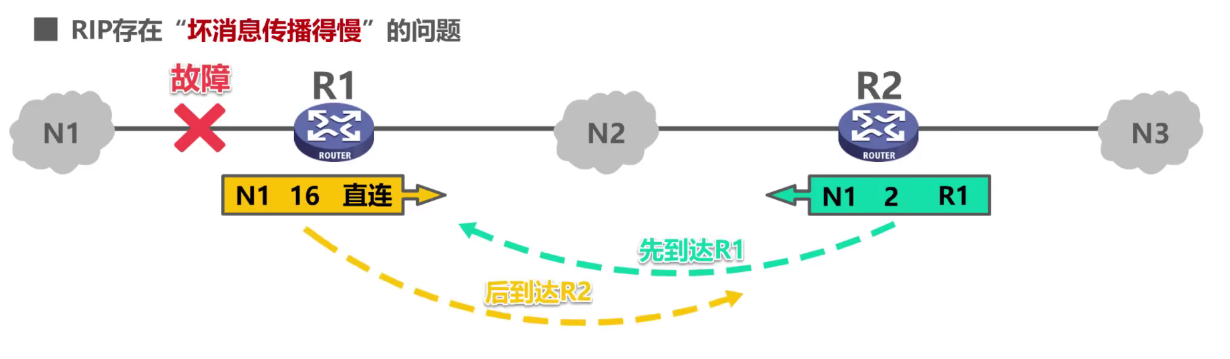 RIP存在“坏消息传播得慢”的问题
故障
R1
R2
N1
N2
N3
ROUTER
ROUTER
N1 16 直连
N1 2 R1
先到达R1
后到达R2